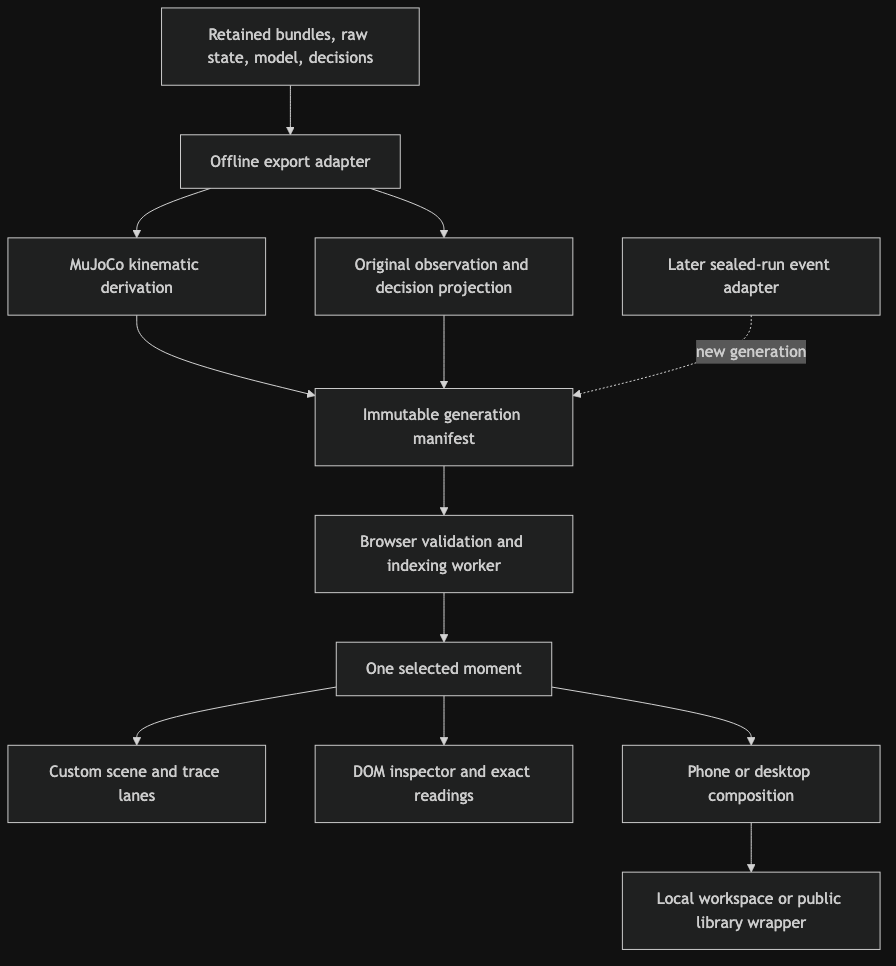 Retained bundles, raw
state, model, decisions
Offline export adapter
MuJoCo kinematic
derivation
Original observation and
decision projection
Later sealed-run event
adapter
new generation
Immutable generation
manifest
Browser validation and
indexing worker
One selected moment
Custom scene and trace
lanes
DOM inspector and exact
readings
Phone or desktop
composition
Local workspace or public
library wrapper